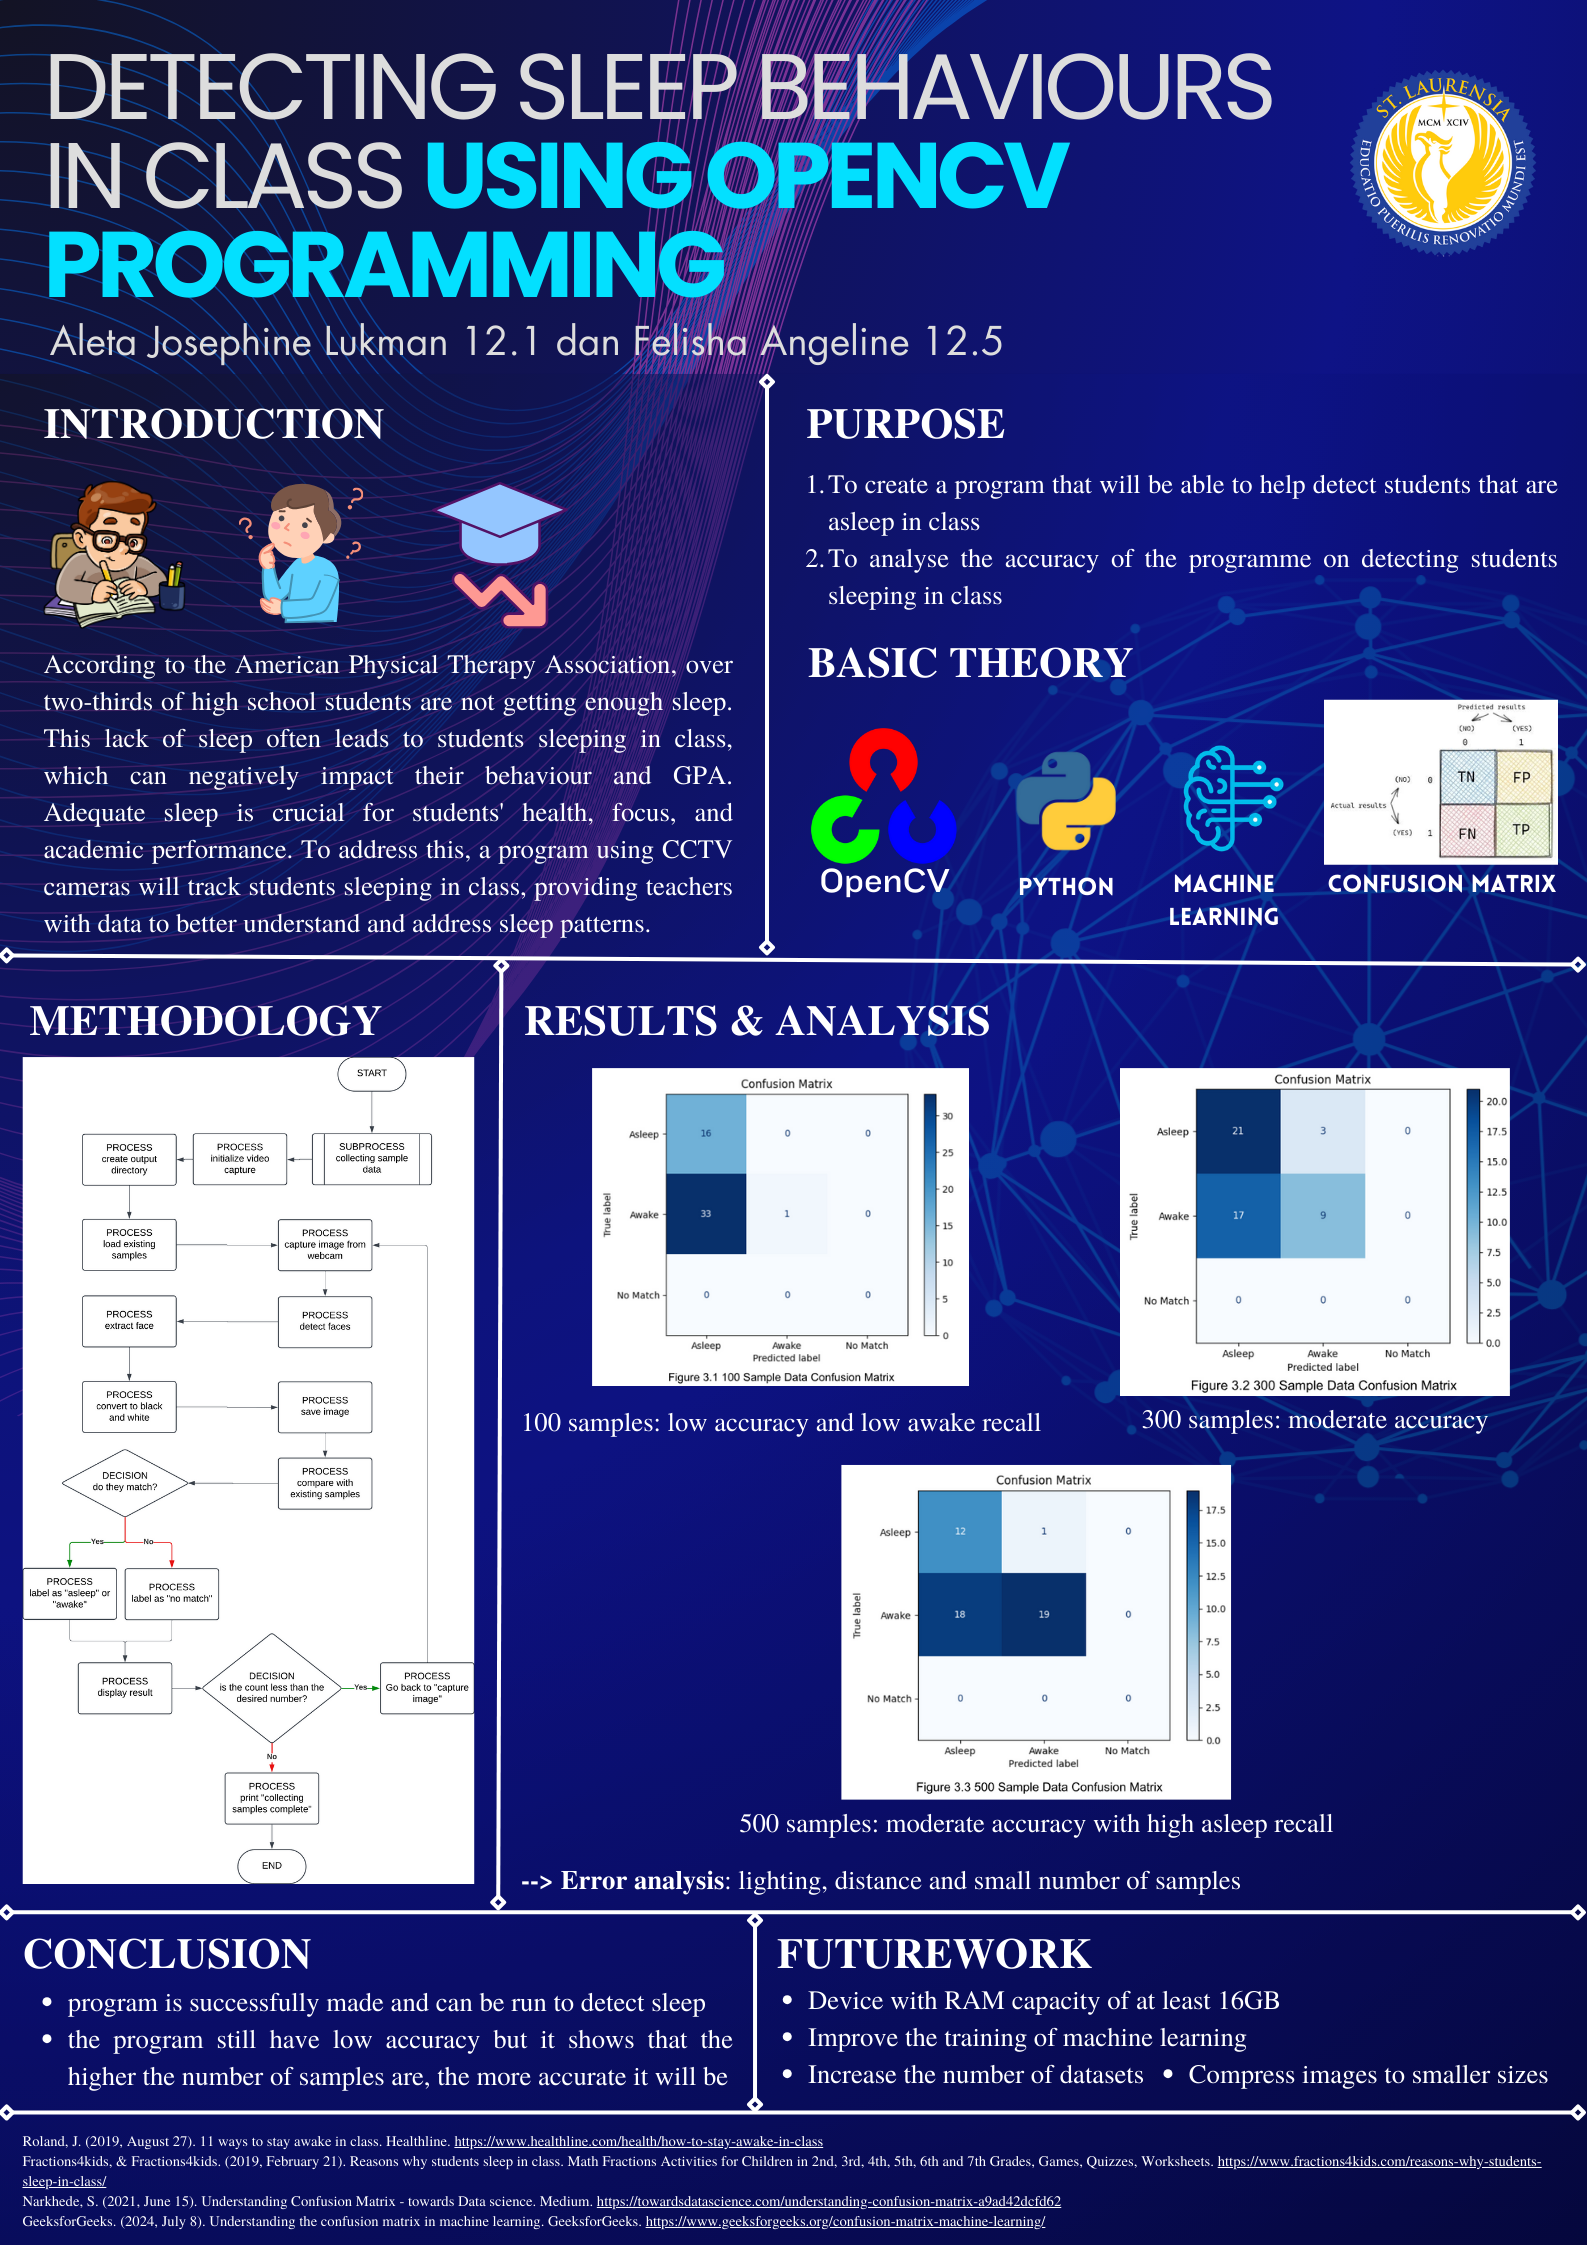 DETECTING SLEEP BEHAVIOURS
IN CLASS USING OPENCV
PROGRAMMING
Aleta Josephine Lukman 12.1 dan Felisha Angeline 12.5
ST. LAURENSIA
MCM XCIV
EDUCATIO PUERILIS RENOVATIO MUNDI EST
INTRODUCTION
According to the American Physical Therapy Association, over
two-thirds of high school students are not getting enough sleep.
This lack of sleep often leads to students sleeping in class,
which can negatively impact their behaviour and GPA.
Adequate sleep is crucial for students' health, focus, and
academic performance. To address this, a program using CCTV
cameras will track students sleeping in class, providing teachers
with data to better understand and address sleep patterns.
PURPOSE
1. To create a program that will be able to help detect students that are
asleep in class
2. To analyse the accuracy of the programme on detecting students
sleeping in class
BASIC THEORY
OpenCV
PYTHON
MACHINE
LEARNING
Predicted results
(NO) (YES)
0 1
(NO) 0 TN FP
Actual results
(YES) 1 FN TP
CONFUSION MATRIX
METHODOLOGY
START
SUBPROCESS
collecting sample
data
PROCESS
initialize video
capture
PROCESS
create output
directory
PROCESS
load existing
samples
PROCESS
capture image from
webcam
PROCESS
detect faces
PROCESS
extract face
PROCESS
convert to black
and white
PROCESS
save image
PROCESS
compare with
existing samples
DECISION
do they match?
Yes
No
PROCESS
label as "asleep" or
"awake"
PROCESS
label as "no match"
PROCESS
display result
DECISION
is the count less than the
desired number?
Yes
PROCESS
Go back to "capture
image"
No
PROCESS
print "collecting
samples complete"
END
RESULTS & ANALYSIS
Confusion Matrix
Asleep 16 0 0
Awake 33 1 0
No Match 0 0 0
True label
Asleep Awake No Match
Predicted label
30
25
20
15
10
5
0
Figure 3.1 100 Sample Data Confusion Matrix
100 samples: low accuracy and low awake recall
Confusion Matrix
Asleep 21 3 0
Awake 17 9 0
No Match 0 0 0
True label
Asleep Awake No Match
Predicted label
20.0
17.5
15.0
12.5
10.0
7.5
5.0
2.5
0.0
Figure 3.2 300 Sample Data Confusion Matrix
300 samples: moderate accuracy
Confusion Matrix
Asleep 12 1 0
Awake 18 19 0
No Match 0 0 0
True label
Asleep Awake No Match
Predicted label
17.5
15.0
12.5
10.0
7.5
5.0
2.5
0.0
Figure 3.3 500 Sample Data Confusion Matrix
500 samples: moderate accuracy with high asleep recall
--> Error analysis: lighting, distance and small number of samples
CONCLUSION
• program is successfully made and can be run to detect sleep
• the program still have low accuracy but it shows that the
higher the number of samples are, the more accurate it will be
FUTUREWORK
• Device with RAM capacity of at least 16GB
• Improve the training of machine learning
• Increase the number of datasets • Compress images to smaller sizes
Roland, J. (2019, August 27). 11 ways to stay awake in class. Healthline. https://www.healthline.com/health/how-to-stay-awake-in-class
Fractions4kids, & Fractions4kids. (2019, February 21). Reasons why students sleep in class. Math Fractions Activities for Children in 2nd, 3rd, 4th, 5th, 6th and 7th Grades, Games, Quizzes, Worksheets. https://www.fractions4kids.com/reasons-why-students-
sleep-in-class/
Narkhede, S. (2021, June 15). Understanding Confusion Matrix - towards Data science. Medium. https://towardsdatascience.com/understanding-confusion-matrix-a9ad42dcfd62
GeeksforGeeks. (2024, July 8). Understanding the confusion matrix in machine learning. GeeksforGeeks. https://www.geeksforgeeks.org/confusion-matrix-machine-learning/